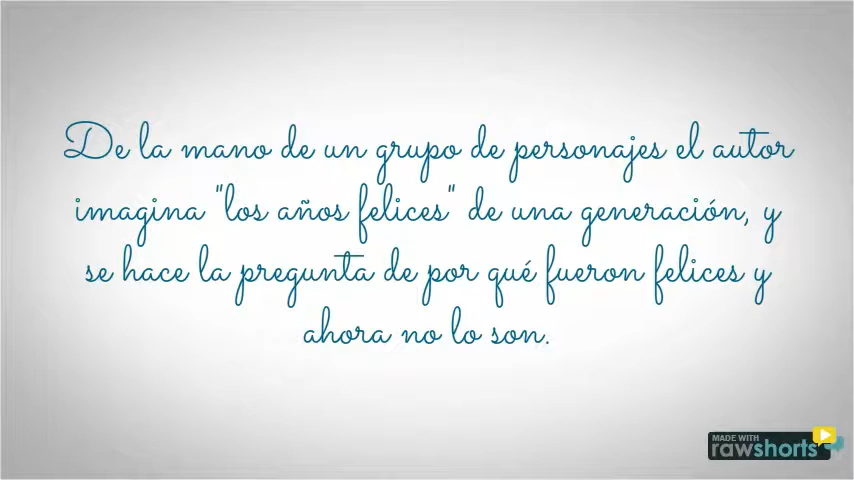 De la mano de un grupo de personajes el autor
imagina "los años felices" de una generación, y
se hace la pregunta de por qué fueron felices y
ahora no lo son.
MADE WITH
rawshorts